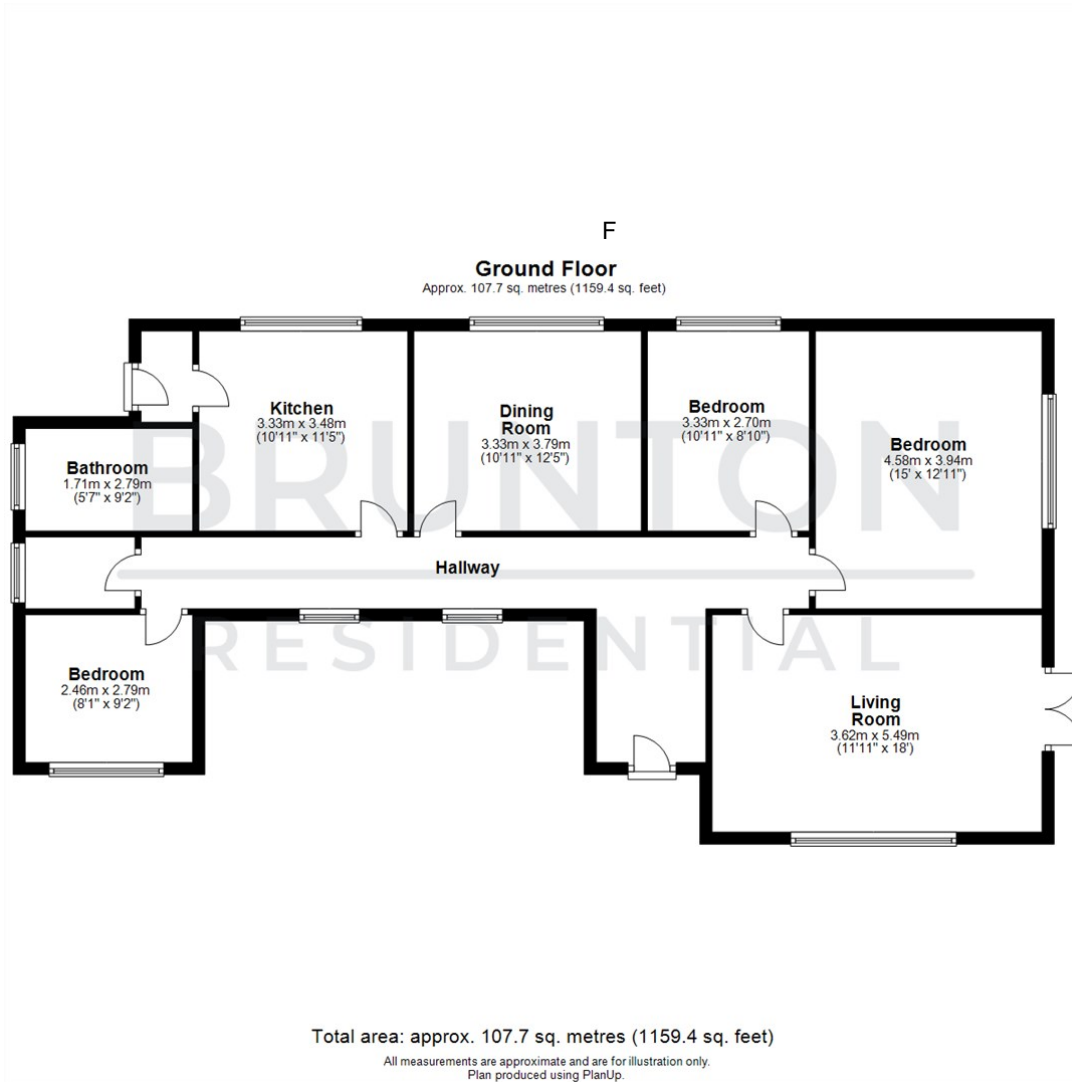 F
Ground Floor
Approx. 107.7 sq. metres (1159.4 sq. feet)
Kitchen
3.33m x 3.48m
(10'11" x 11'5")
Dining
Room
3.33m x 3.79m
(10'11" x 12'5")
Bedroom
3.33m x 2.70m
(10'11" x 8'10")
Bedroom
4.58m x 3.94m
(15' x 12'11")
Bathroom
1.71m x 2.79m
(5'7" x 9'2")
BRUNTON
Hallway
RESIDENTIAL
Bedroom
2.46m x 2.79m
(8'1" x 9'2")
Living
Room
3.62m x 5.49m
(11'11" x 18')
Total area: approx. 107.7 sq. metres (1159.4 sq. feet)
All measurements are approximate and are for illustration only.
Plan produced using PlanUp.